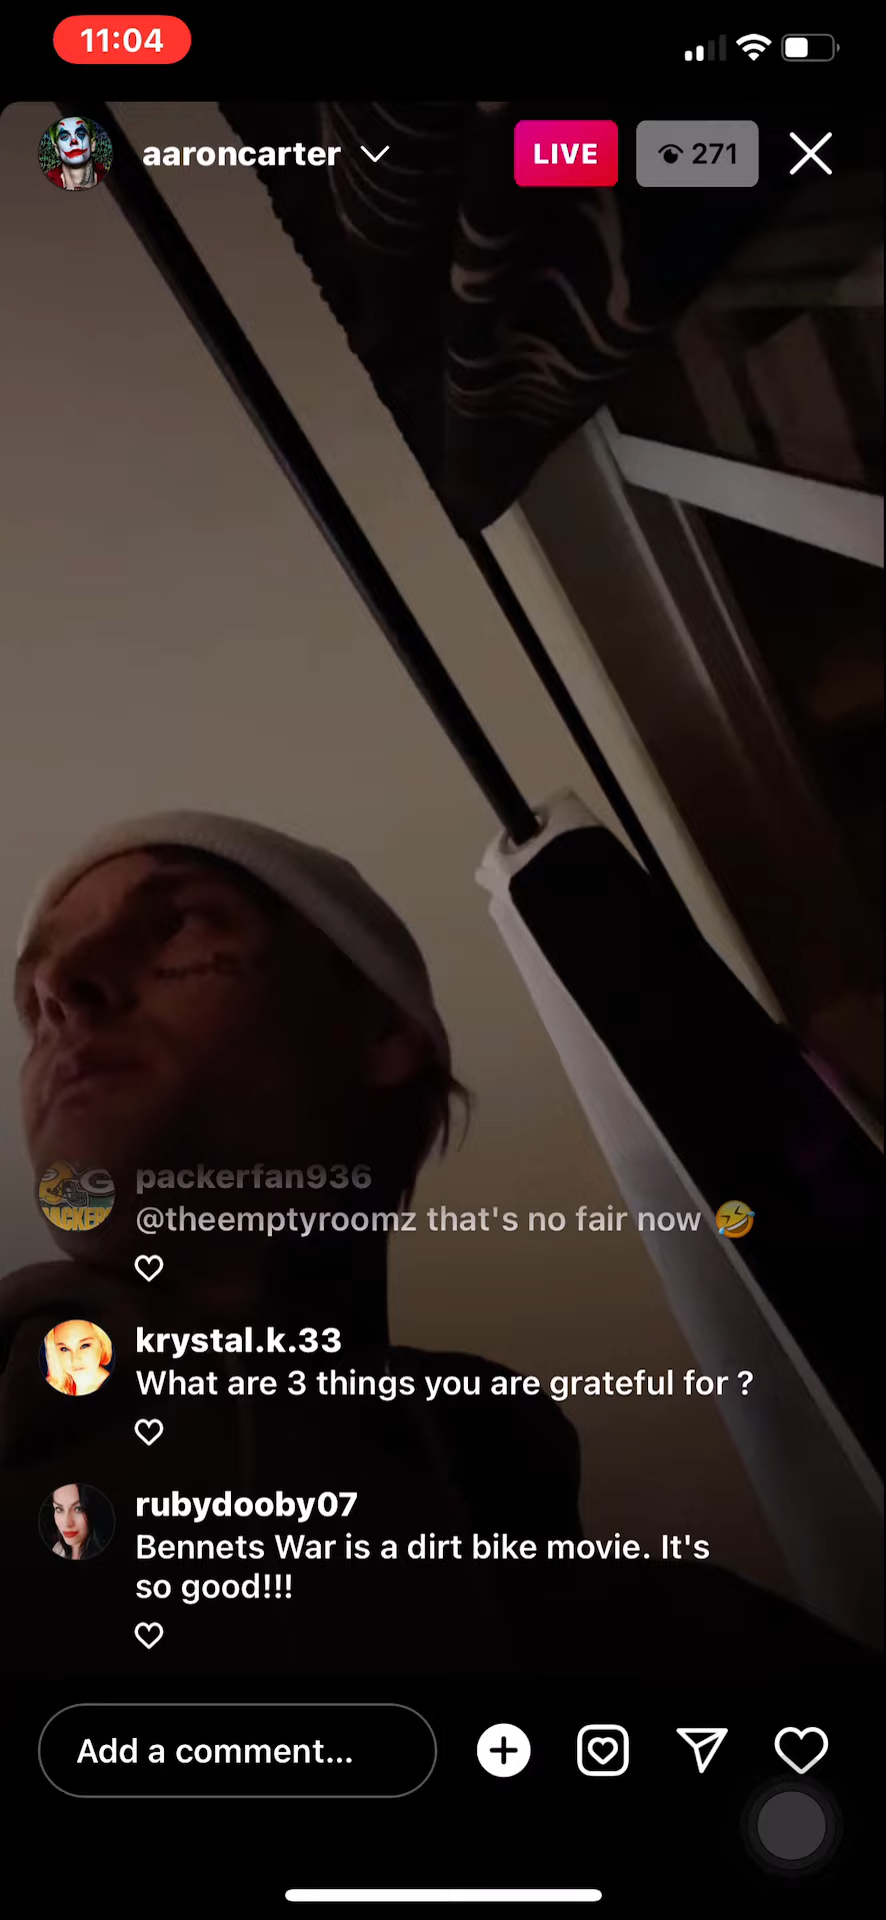 11:04
aaroncarter
LIVE
271
packerfan936
@theemptyroomz that's no fair now 🤣
krystal.k.33
What are 3 things you are grateful for ?
rubydooby07
Bennets War is a dirt bike movie. It's
so good!!!
Add a comment...